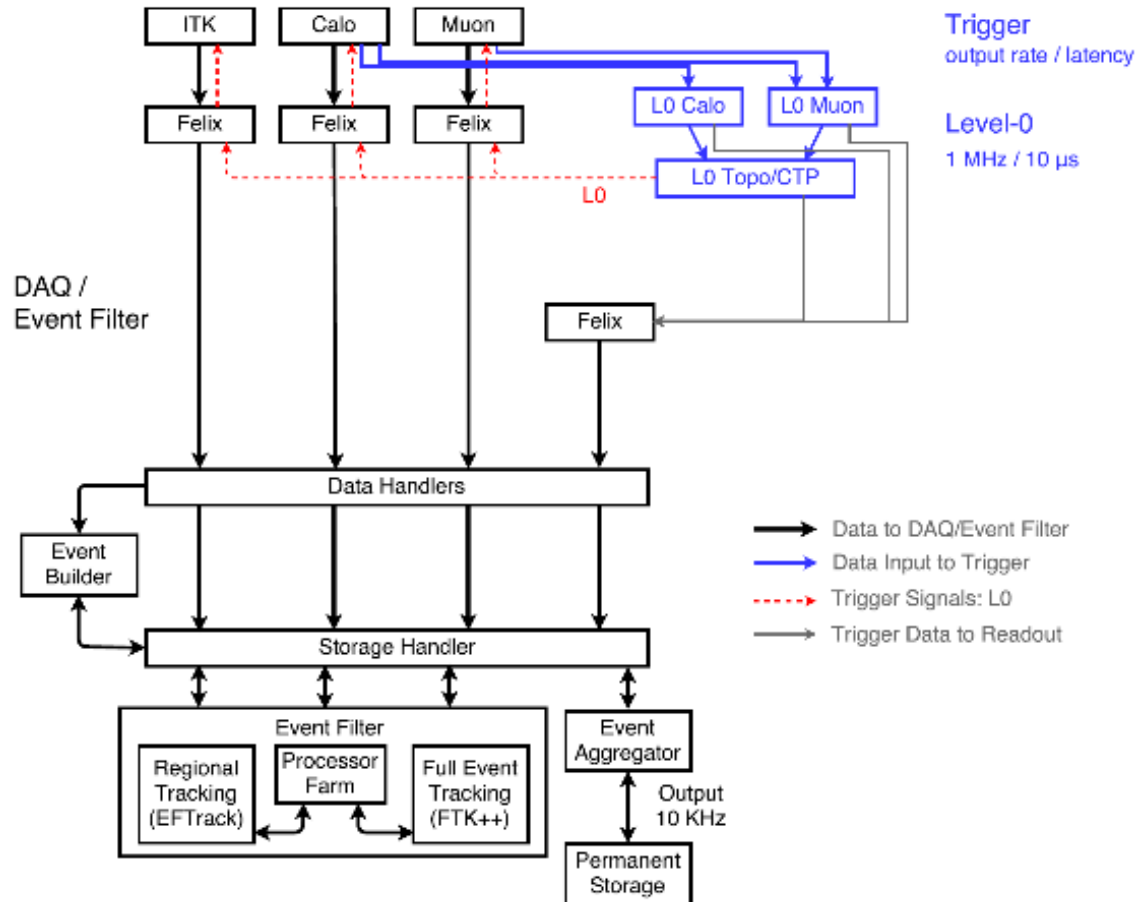 ITK
Calo
Muon
Trigger
output rate / latency
Felix
Felix
Felix
L0 Calo
L0 Muon
Level-0
1 MHz / 10 μs
L0 Topo/CTP
L0
DAQ /
Event Filter
Felix
Data Handlers
Event
Builder
Data to DAQ/Event Filter
Data Input to Trigger
Trigger Signals: L0
Trigger Data to Readout
Storage Handler
Event Filter
Regional
Tracking
(EFTrack)
Processor
Farm
Full Event
Tracking
(FTK++)
Event
Aggregator
Output
10 KHz
Permanent
Storage